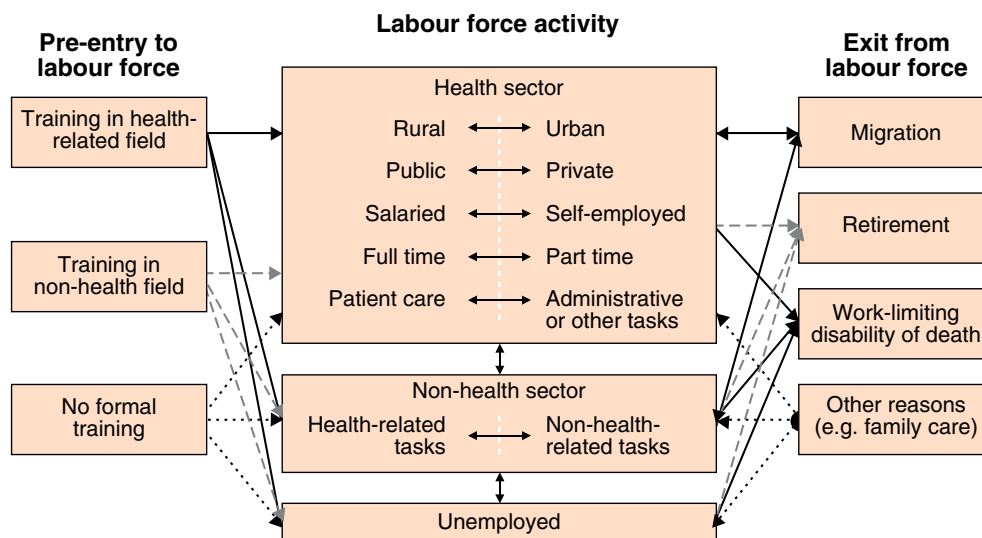 Labour force activity
Pre-entry to
labour force
Exit from
labour force
Training in health-
related field
Training in
non-health field
No formal
training
Health sector
Rural
Urban
Public
Private
Salaried
Self-employed
Full time
Part time
Patient care
Administrative
or other tasks
Non-health sector
Health-related
tasks
Non-health-
related tasks
Unemployed
Migration
Retirement
Work-limiting
disability of death
Other reasons
(e.g. family care)